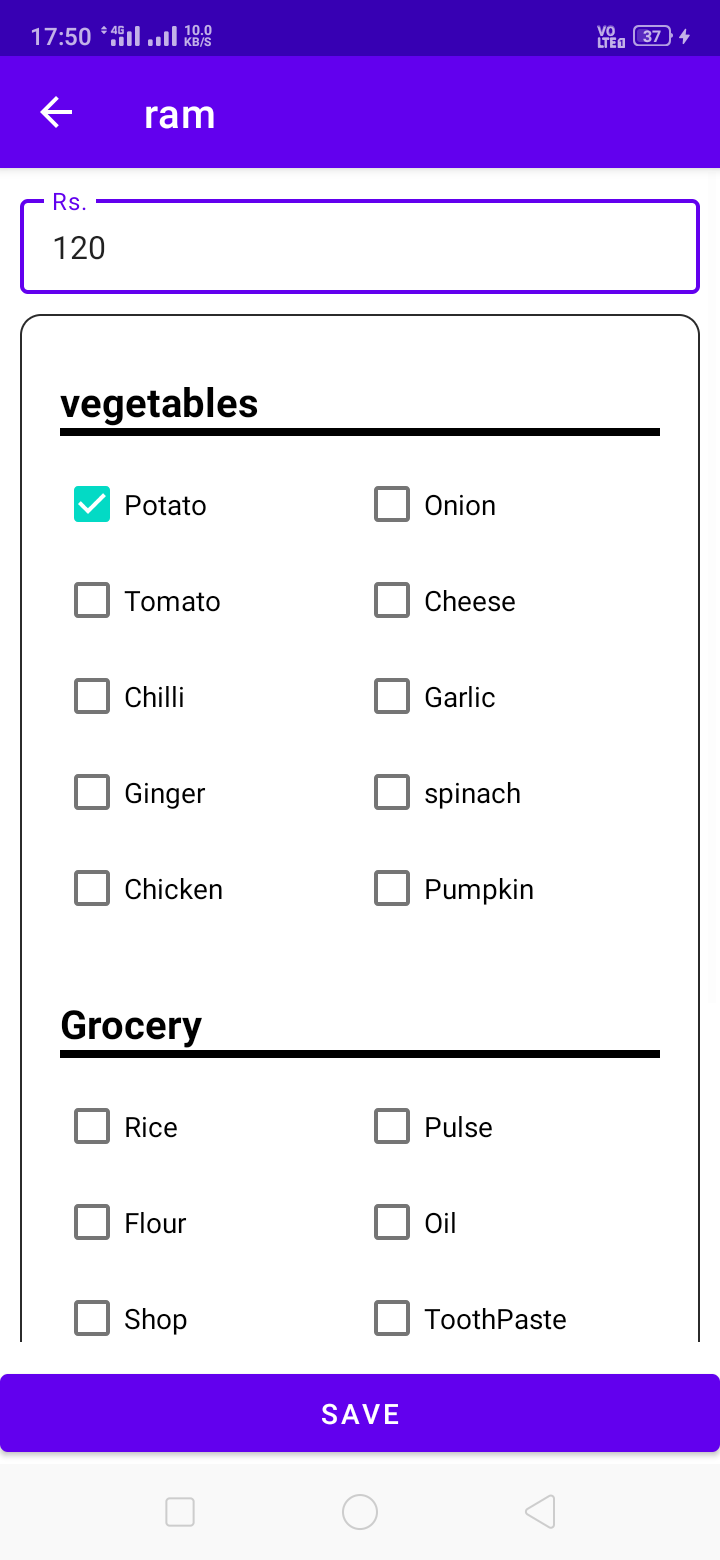 17:50 4G 10.0 KB/S VO LTE 37
ram
Rs.
120
vegetables
Potato Onion
Tomato Cheese
Chilli Garlic
Ginger spinach
Chicken Pumpkin
Grocery
Rice Pulse
Flour Oil
Shop ToothPaste
SAVE